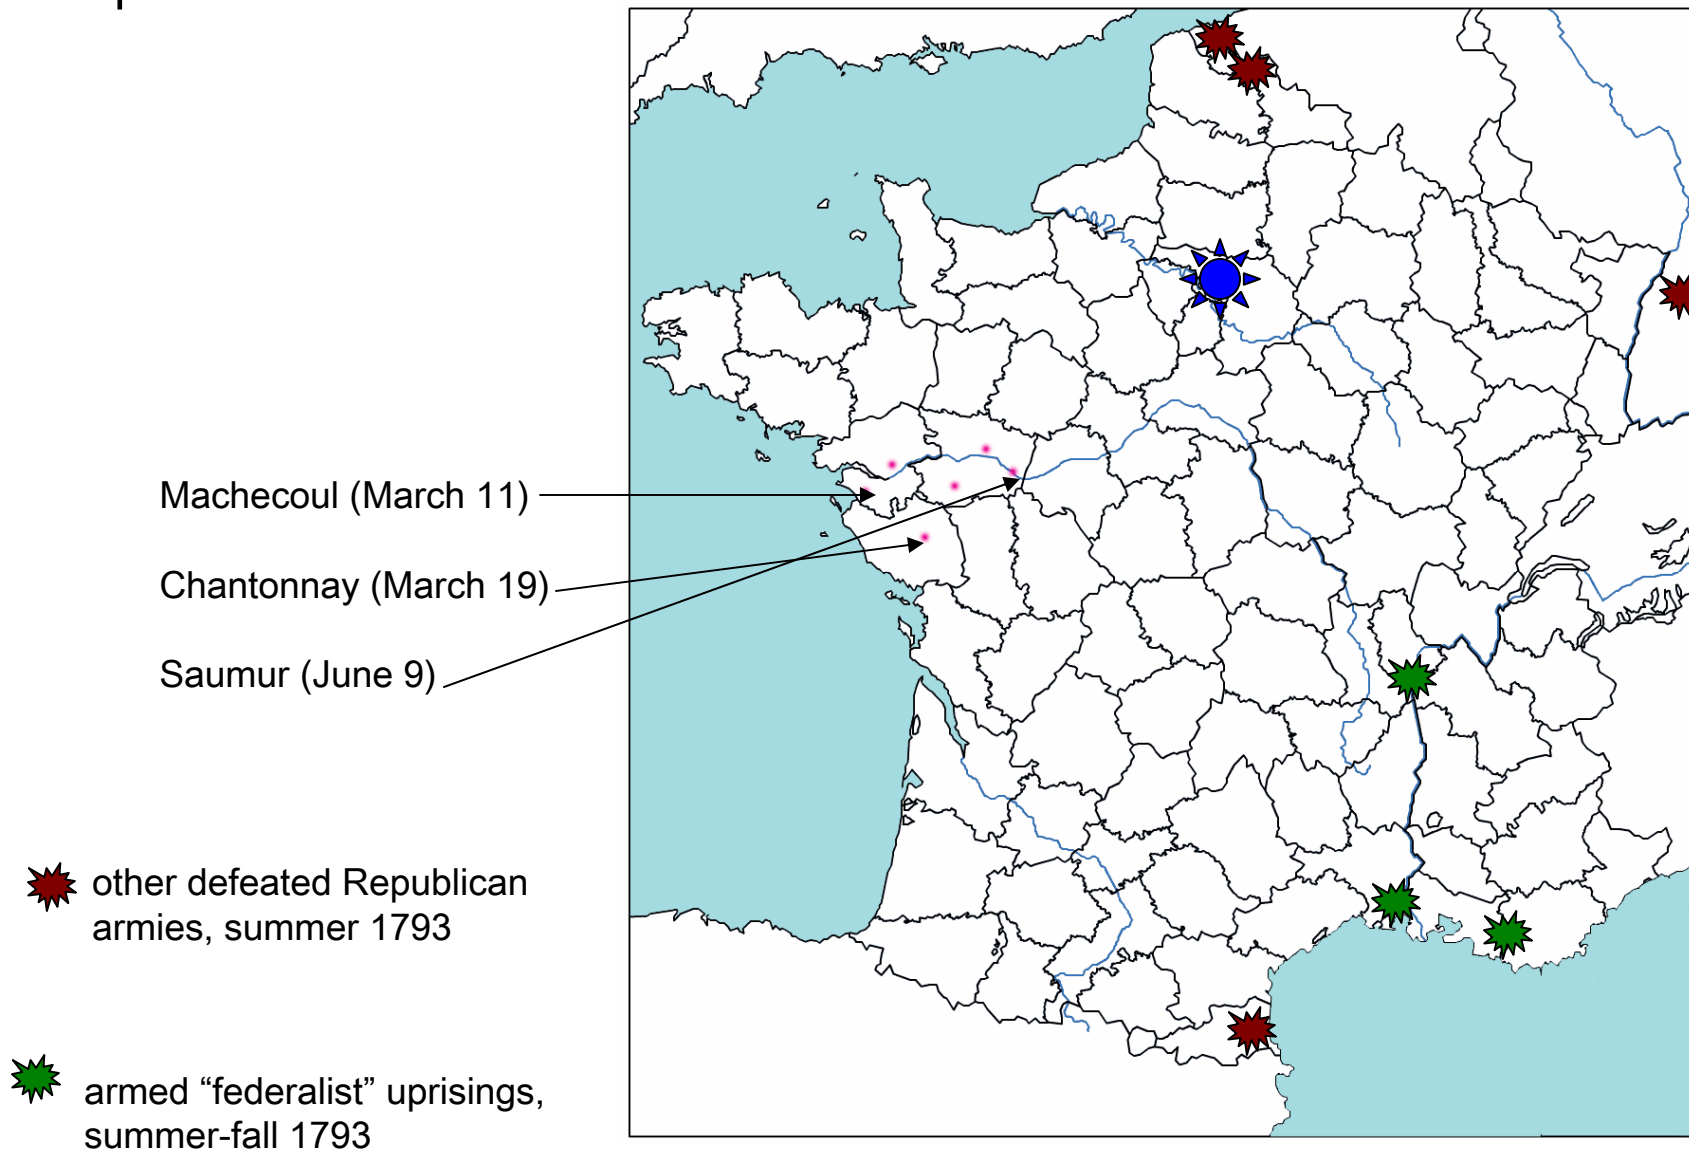 Machecoul (March 11)
Chantonnay (March 19)
Saumur (June 9)
other defeated Republican
armies, summer 1793
armed “federalist” uprisings,
summer-fall 1793